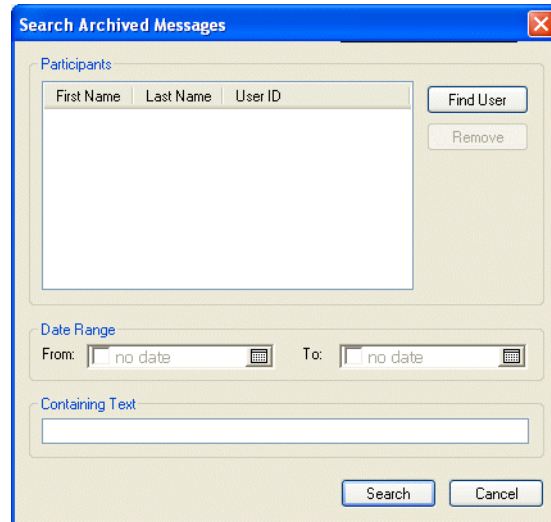 Search Archived Messages
Participants
First Name Last Name User ID
Find User
Remove
Date Range
From: no date To: no date
Containing Text
Search Cancel